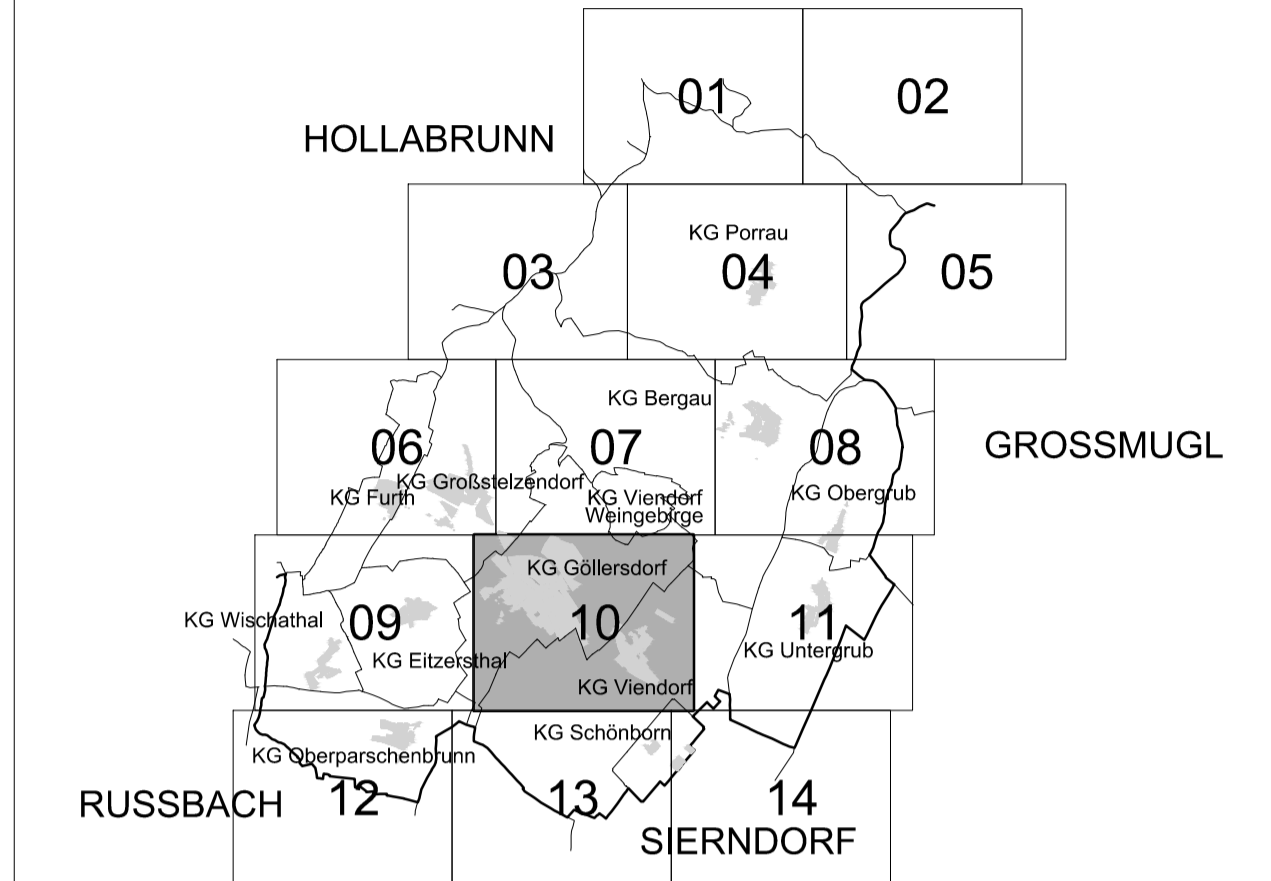 01
02
HOLLABRUNN
KG Porrau
03
04
05
KG Bergau
06
07
08
GROSSMUGL
KG Großstelzendorf
KG Furth
KG Viendorf
Weingebirge
KG Obergrub
KG Göllersdorf
KG Wischathal
09
10
11
KG Eitzersthal
KG Untergrub
KG Viendorf
KG Schönborn
KG Oberparschenbrunn
RUSSBACH
12
13
14
SIERNDORF